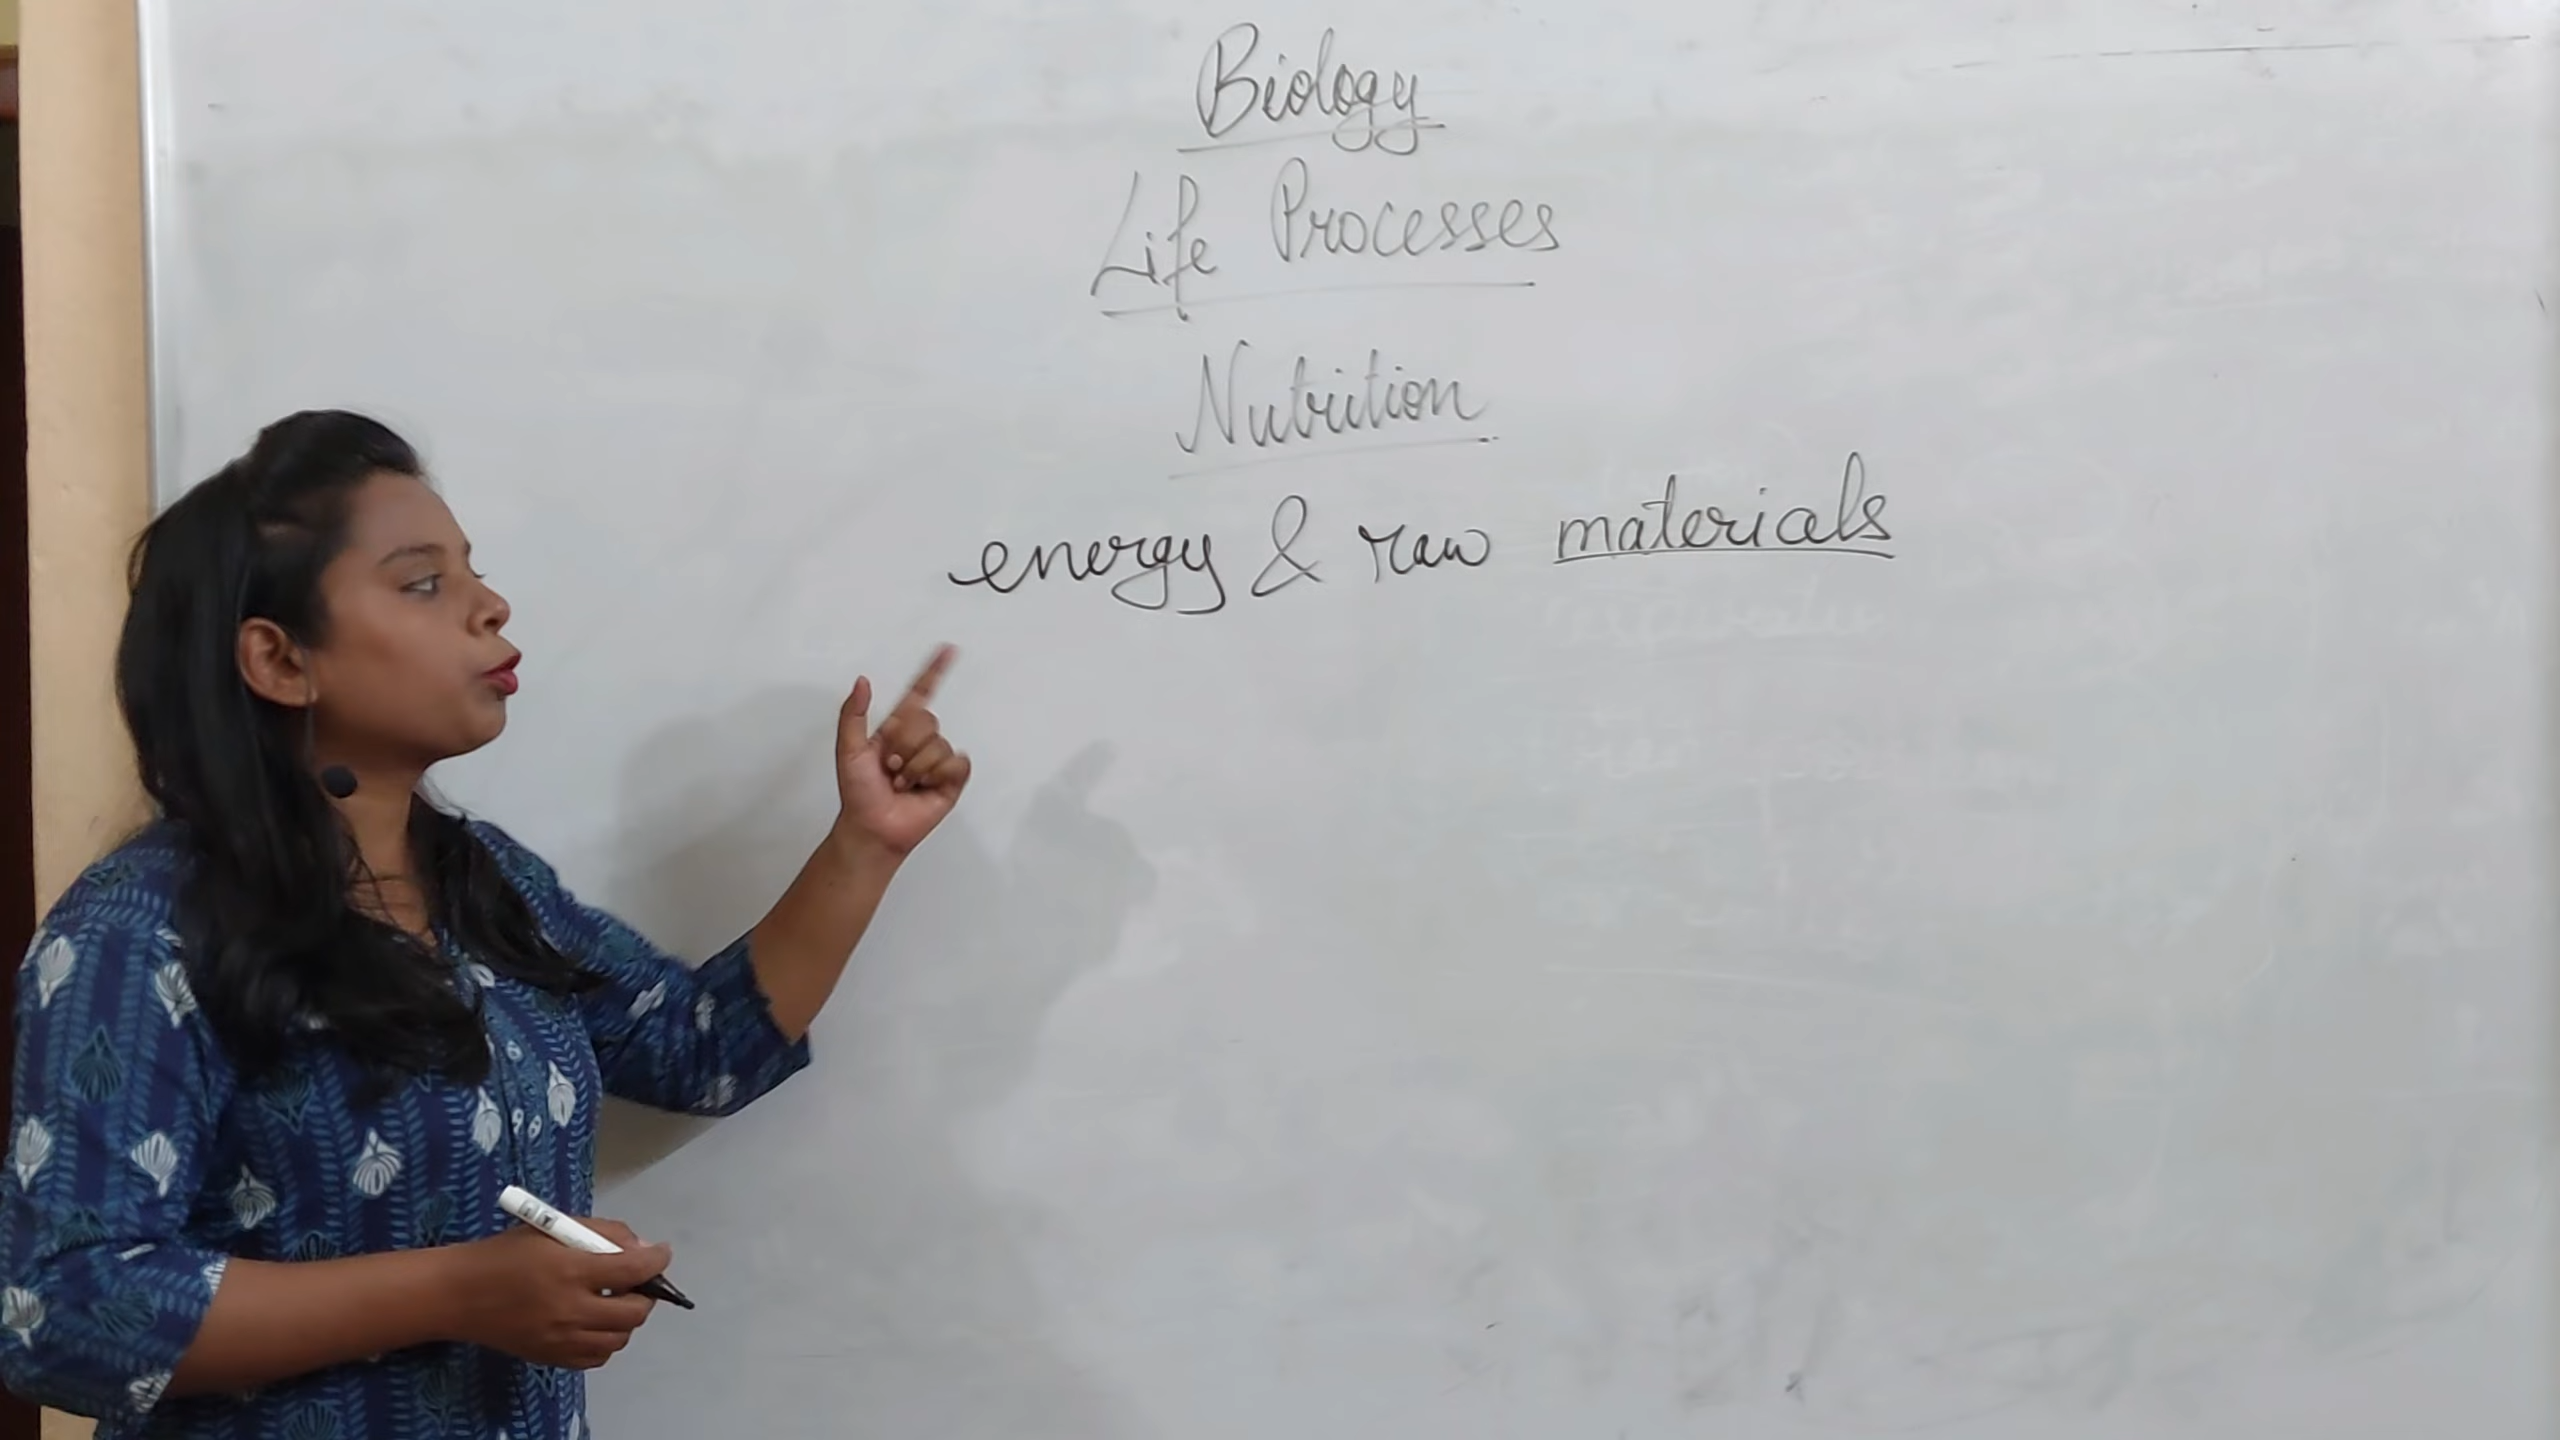 Biology
Life Processes
Nutrition
energy & raw materials